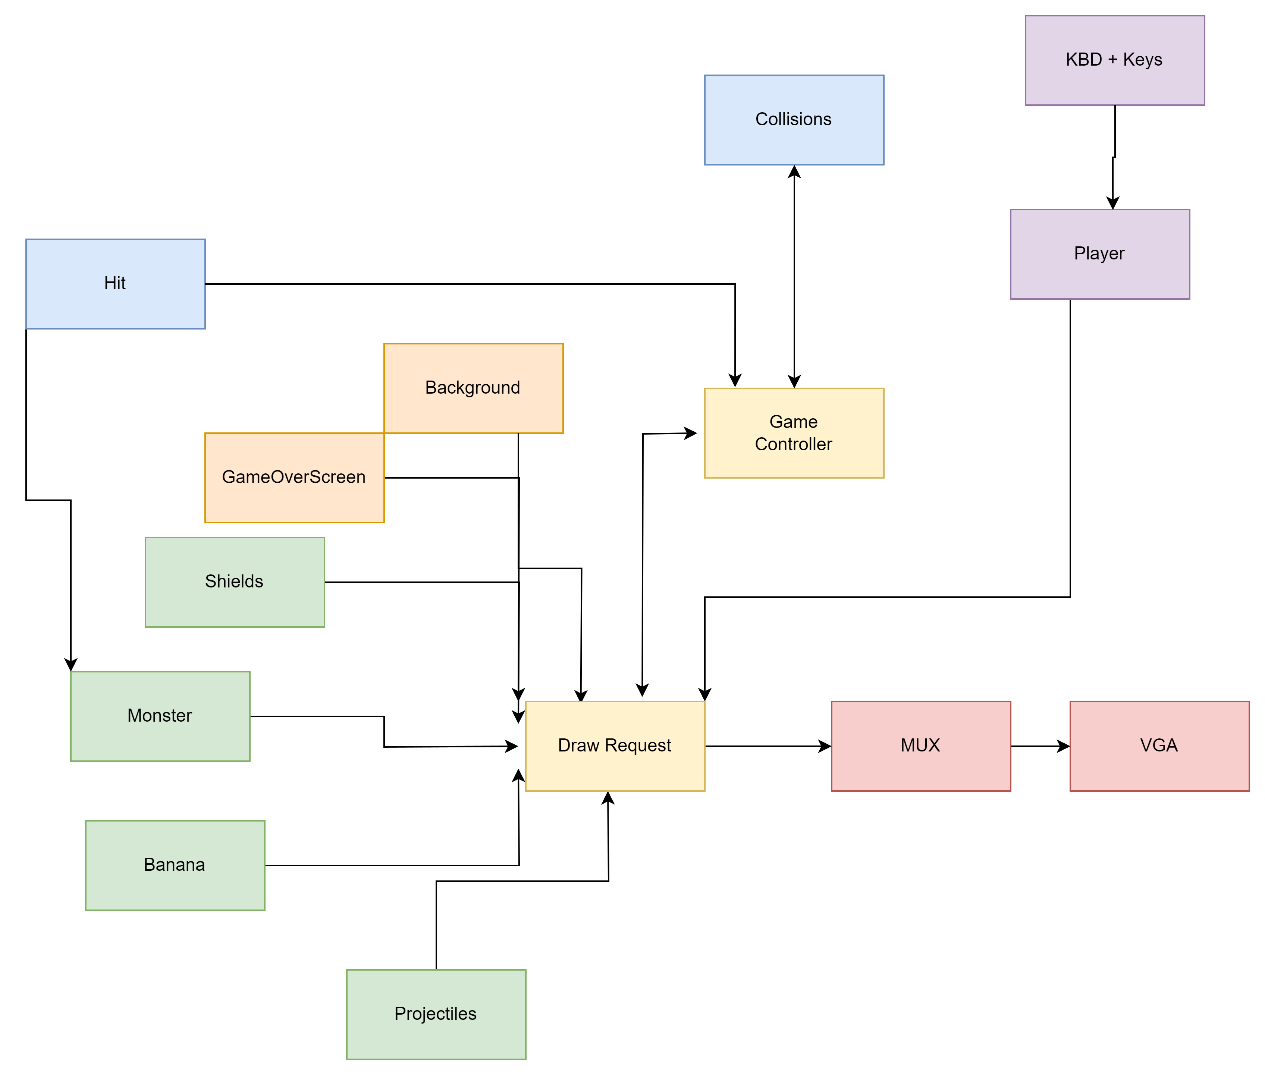 KBD + Keys
Collisions
Player
Hit
Background
Game
Controller
GameOverScreen
Shields
Monster
Draw Request
MUX
VGA
Banana
Projectiles